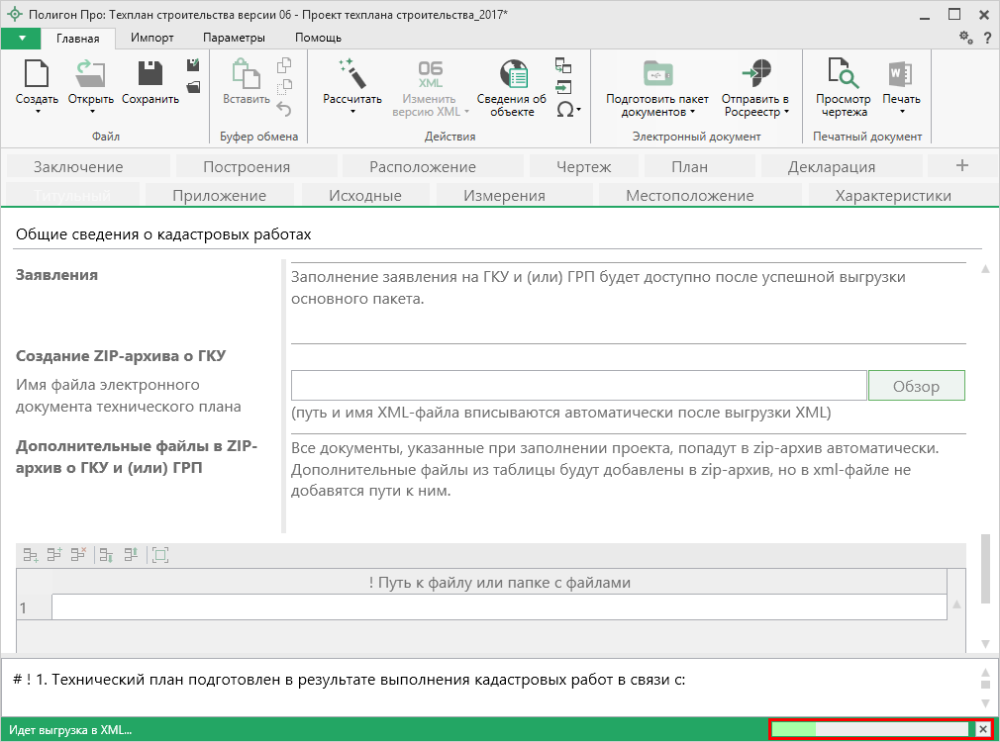 Полигон Про: Техплан строительства версии 06 - Проект техплана строительства_2017*
Главная Импорт Параметры Помощь ?
Создать Открыть Сохранить Вставить Рассчитать 06 XML Изменить версию XML Сведения об объекте Подготовить пакет документов Отправить в Росреестр Просмотр чертежа Печать
Файл Буфер обмена Действия Электронный документ Печатный документ
Заключение Построения Расположение Чертеж План Декларация +
Титульный Приложение Исходные Измерения Местоположение Характеристики
Общие сведения о кадастровых работах
Заявления
Заполнение заявления на ГКУ и (или) ГРП будет доступно после успешной выгрузки
основного пакета.
Создание ZIP-архива о ГКУ
Имя файла электронного
документа технического плана
Обзор
(путь и имя XML-файла вписываются автоматически после выгрузки XML)
Дополнительные файлы в ZIP-
архив о ГКУ и (или) ГРП
Все документы, указанные при заполнении проекта, попадут в zip-архив автоматически.
Дополнительные файлы из таблицы будут добавлены в zip-архив, но в xml-файле не
добавятся пути к ним.
! Путь к файлу или папке с файлами
1
# ! 1. Технический план подготовлен в результате выполнения кадастровых работ в связи с:
Идет выгрузка в XML...